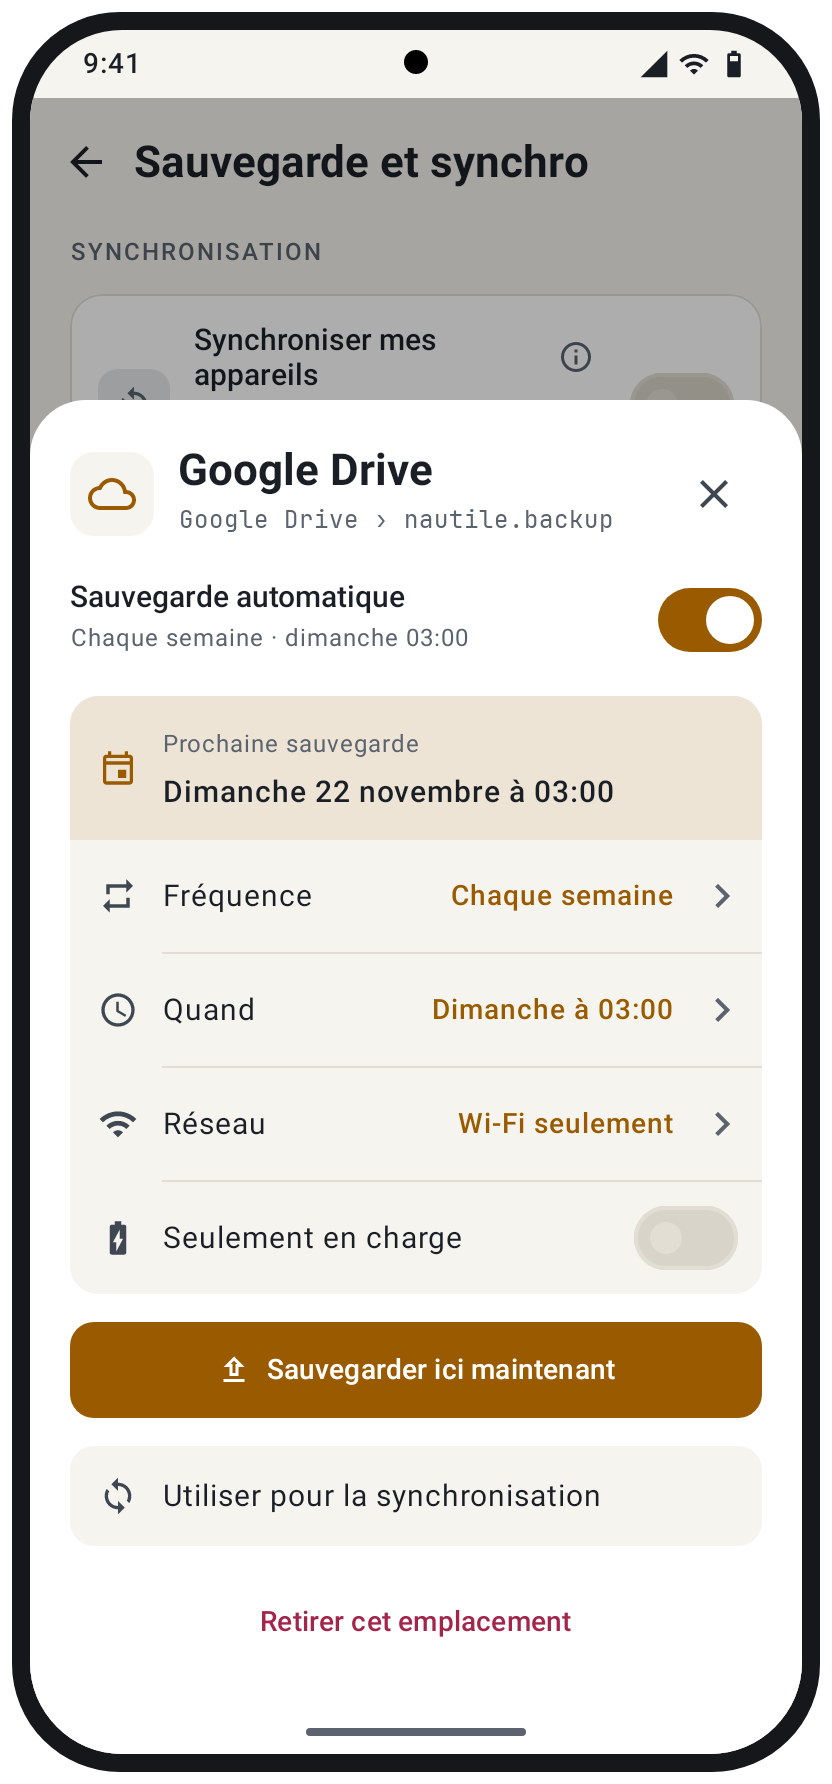 9:41
Sauvegarde et synchro
SYNCHRONISATION
Synchroniser mes
appareils
Google Drive
Google Drive › nautile.backup
Sauvegarde automatique
Chaque semaine · dimanche 03:00
Prochaine sauvegarde
Dimanche 22 novembre à 03:00
Fréquence Chaque semaine
Quand Dimanche à 03:00
Réseau Wi-Fi seulement
Seulement en charge
Sauvegarder ici maintenant
Utiliser pour la synchronisation
Retirer cet emplacement